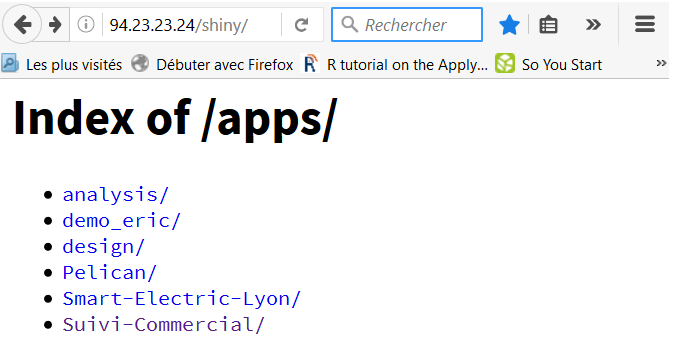 94.23.23.24/shiny/
Rechercher
Les plus visités Débuter avec Firefox R tutorial on the Apply... So You Start
Index of /apps/
analysis/
demo_eric/
design/
Pelican/
Smart-Electric-Lyon/
Suivi-Commercial/